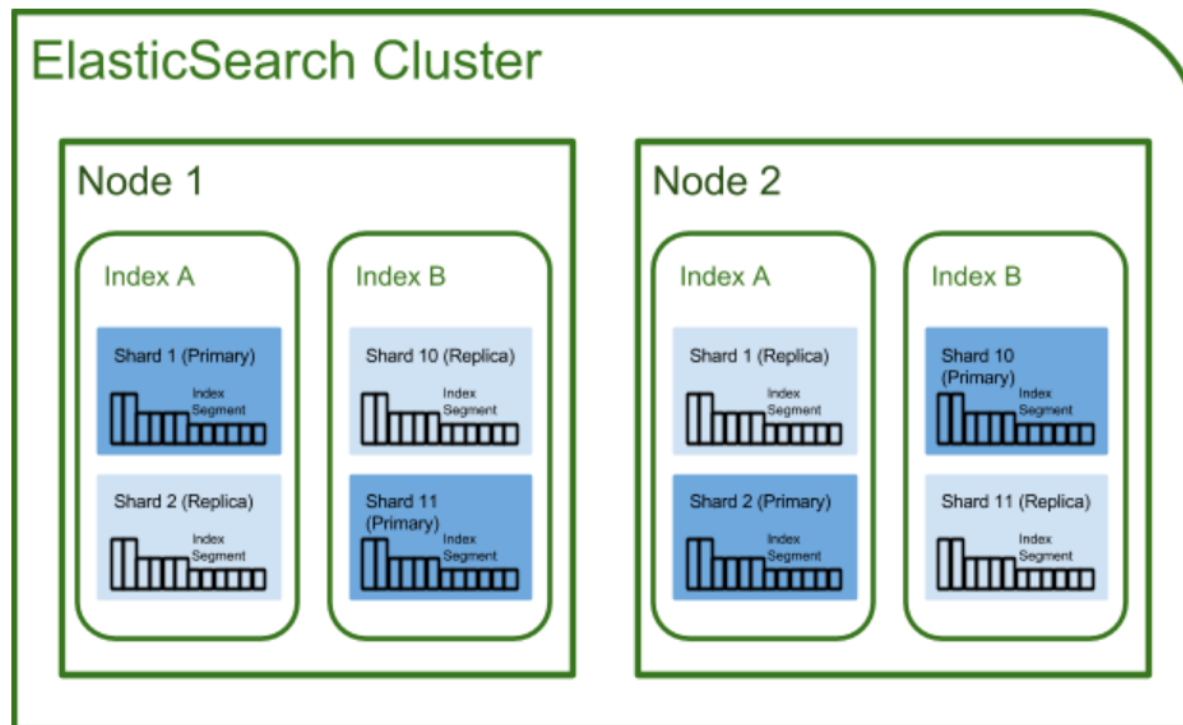 ElasticSearch Cluster
Node 1
Index A
Shard 1 (Primary)
Index
Segment
Shard 2 (Replica)
Index
Segment
Index B
Shard 10 (Replica)
Index
Segment
Shard 11
(Primary)
Index
Segment
Node 2
Index A
Shard 1 (Replica)
Index
Segment
Shard 2 (Primary)
Index
Segment
Index B
Shard 10
(Primary)
Index
Segment
Shard 11 (Replica)
Index
Segment